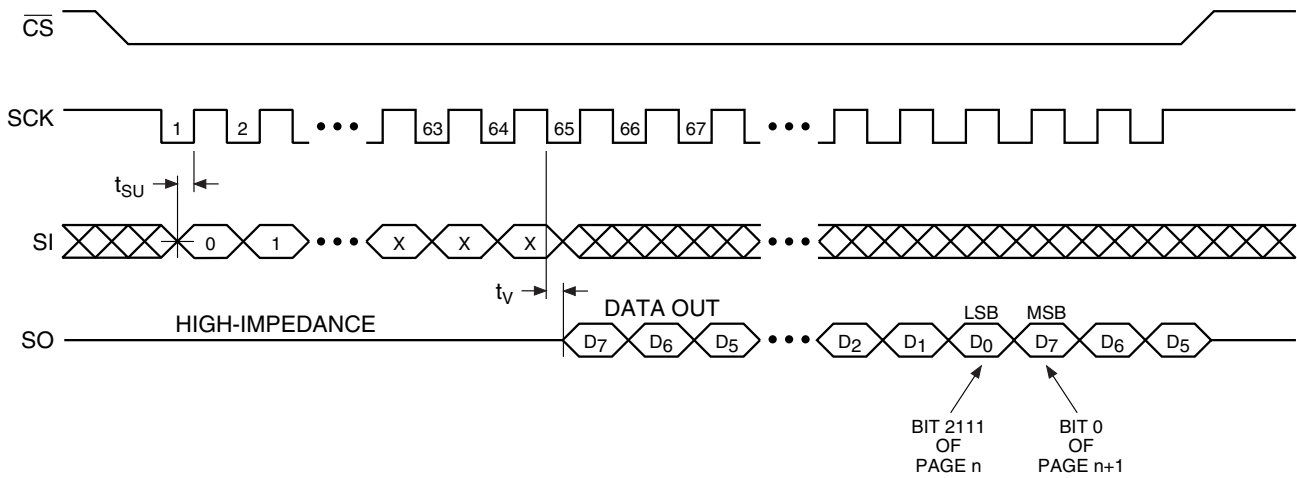 CS
SCK 1 2 ••• 63 64 65 66 67 •••
tSU
SI 0 1 ••• X X X •••
tV
HIGH-IMPEDANCE DATA OUT LSB MSB
SO D7 D6 D5 ••• D2 D1 D0 D7 D6 D5
BIT 2111
OF
PAGE n
BIT 0
OF
PAGE n+1